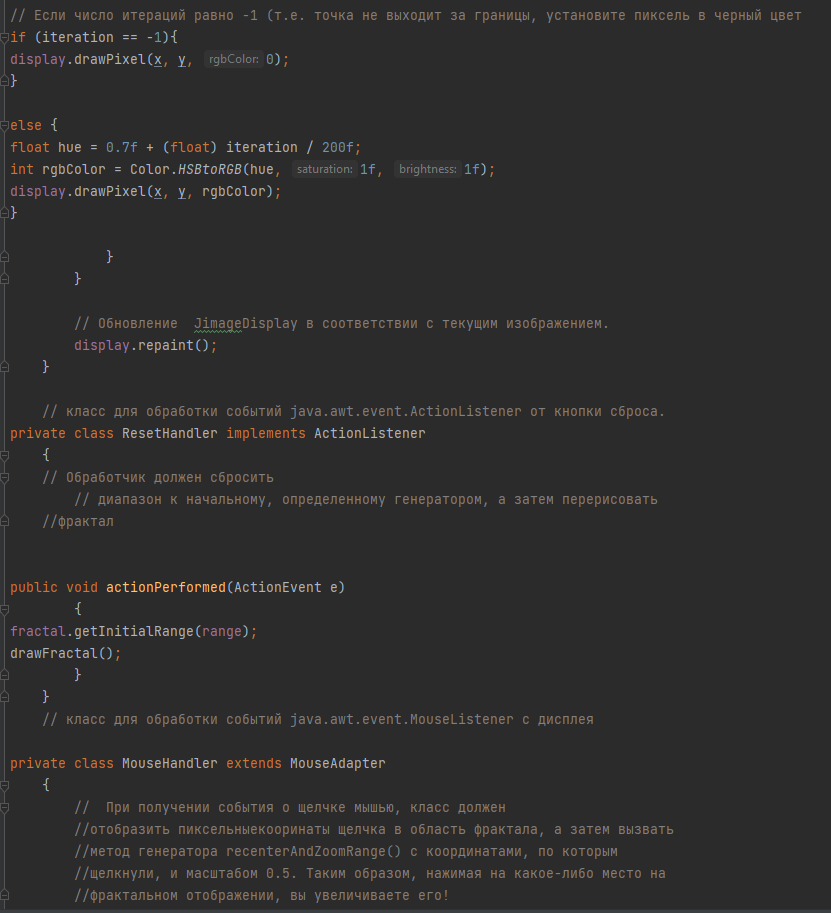 // Если число итераций равно -1 (т.е. точка не выходит за границы, установите пиксель в черный цвет
if (iteration == -1){
display.drawPixel(x, y, rgbColor: 0);
}
else {
float hue = 0.7f + (float) iteration / 200f;
int rgbColor = Color.HSBtoRGB(hue, saturation: 1f, brightness: 1f);
display.drawPixel(x, y, rgbColor);
}
}
}
// Обновление  JimageDisplay в соответствии с текущим изображением.
display.repaint();
}
// класс для обработки событий java.awt.event.ActionListener от кнопки сброса.
private class ResetHandler implements ActionListener
{
// Обработчик должен сбросить
// диапазон к начальному, определенному генератором, а затем перерисовать
//фрактал
public void actionPerformed(ActionEvent e)
{
fractal.getInitialRange(range);
drawFractal();
}
}
// класс для обработки событий java.awt.event.MouseListener с дисплея
private class MouseHandler extends MouseAdapter
{
//  При получении события о щелчке мышью, класс должен
//отобразить пиксельныекооринаты щелчка в область фрактала, а затем вызвать
//метод генератора recenterAndZoomRange() с координатами, по которым
//щелкнули, и масштабом 0.5. Таким образом, нажимая на какое-либо место на
//фрактальном отображении, вы увеличиваете его!